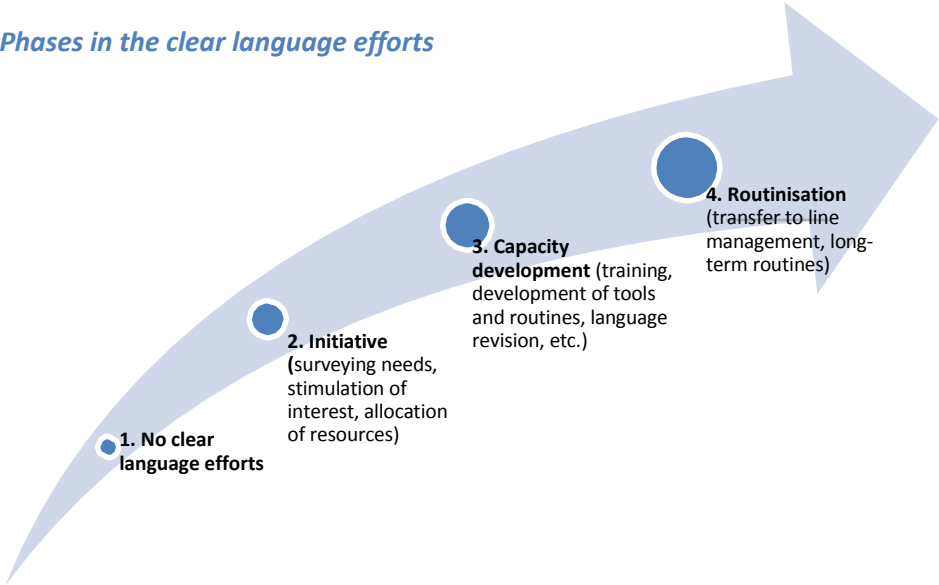 Phases in the clear language efforts
1. No clear
language efforts
2. Initiative
(surveying needs,
stimulation of
interest, allocation
of resources)
3. Capacity
development (training,
development of tools
and routines, language
revision, etc.)
4. Routinisation
(transfer to line
management, long-
term routines)